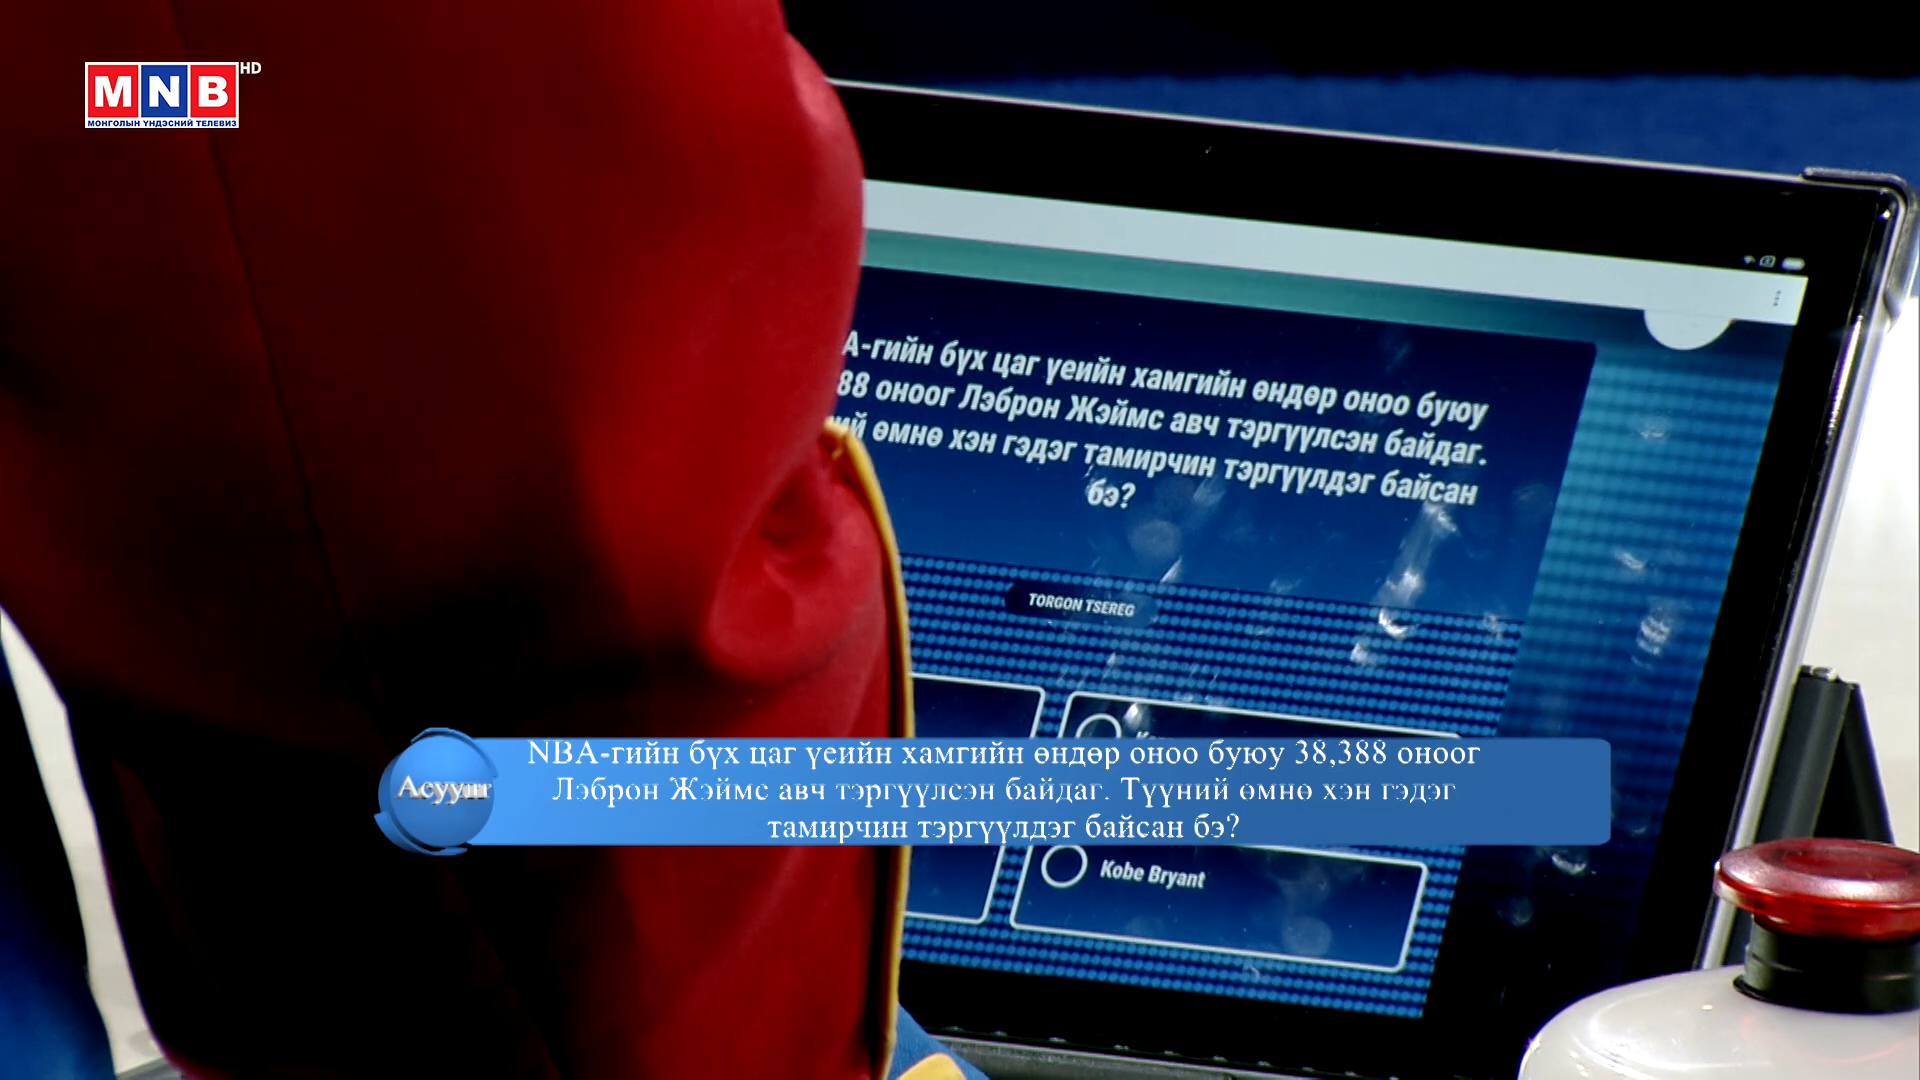 MNB HD
МОНГОЛЫН ҮНДЭСНИЙ ТЕЛЕВИЗ
А-гийн бүх цаг үеийн хамгийн өндөр оноо буюу
88 оноог Лэброн Жэймс авч тэргүүлсэн байдаг.
ий өмнө хэн гэдэг тамирчин тэргүүлдэг байсан
бэ?
TORGON TSEREG
Асуулт
NBA-гийн бүх цаг үеийн хамгийн өндөр оноо буюу 38,388 оноог
Лэброн Жэймс авч тэргүүлсэн байдаг. Түүний өмнө хэн гэдэг
тамирчин тэргүүлдэг байсан бэ?
Kobe Bryant